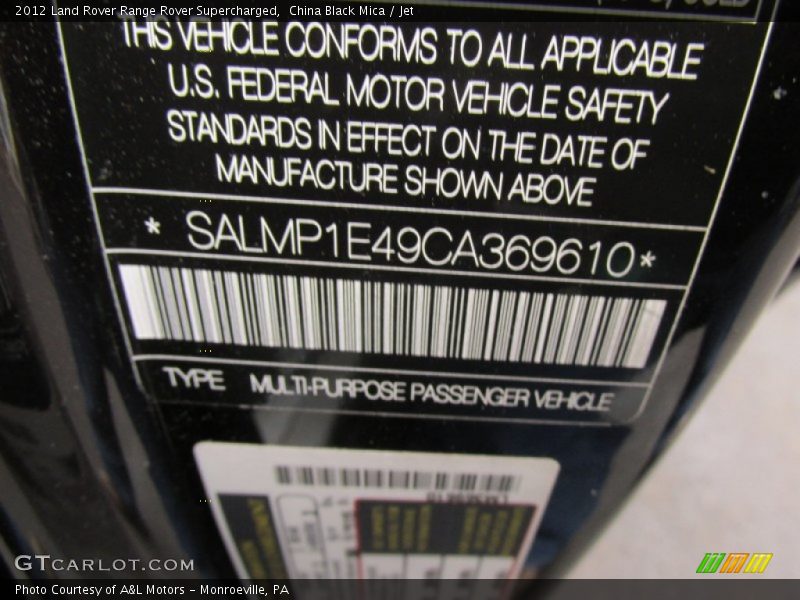 2012 Land Rover Range Rover Supercharged, China Black Mica / Jet
THIS VEHICLE CONFORMS TO ALL APPLICABLE
U.S. FEDERAL MOTOR VEHICLE SAFETY
STANDARDS IN EFFECT ON THE DATE OF
MANUFACTURE SHOWN ABOVE
* SALMP1E49CA369610*
TYPE MULTI-PURPOSE PASSENGER VEHICLE
GTCARLOT.COM
Photo Courtesy of A&L Motors - Monroeville, PA